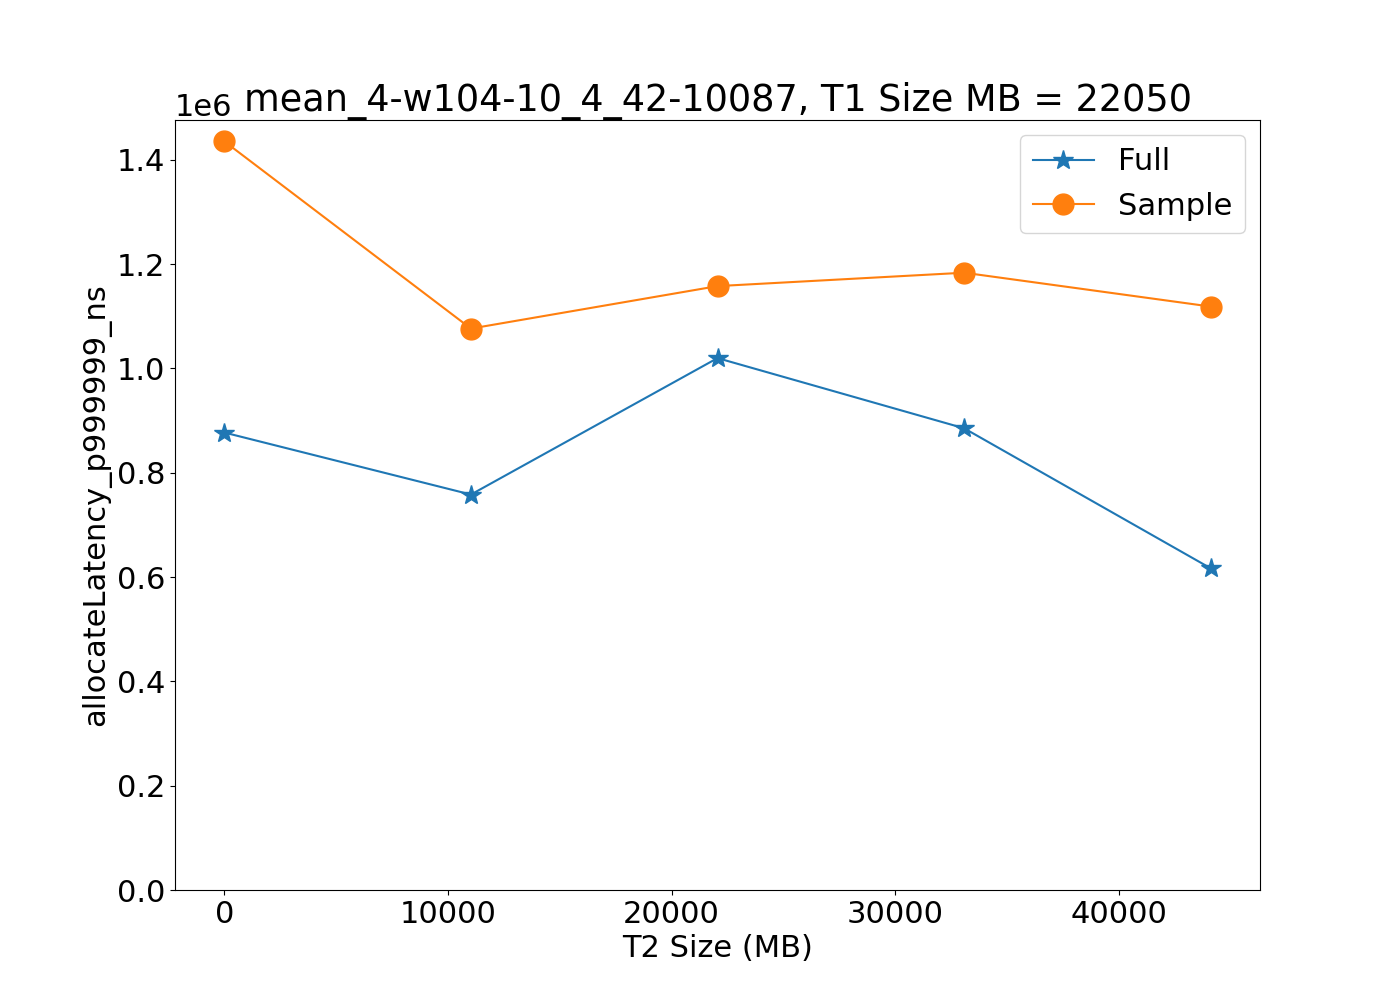 1e6
mean_4-w104-10_4_42-10087, T1 Size MB = 22050
Full
Sample
1.4
1.2
1.0
0.8
0.6
0.4
0.2
0.0
allocateLatency_p999999_ns
0 10000 20000 30000 40000
T2 Size (MB)